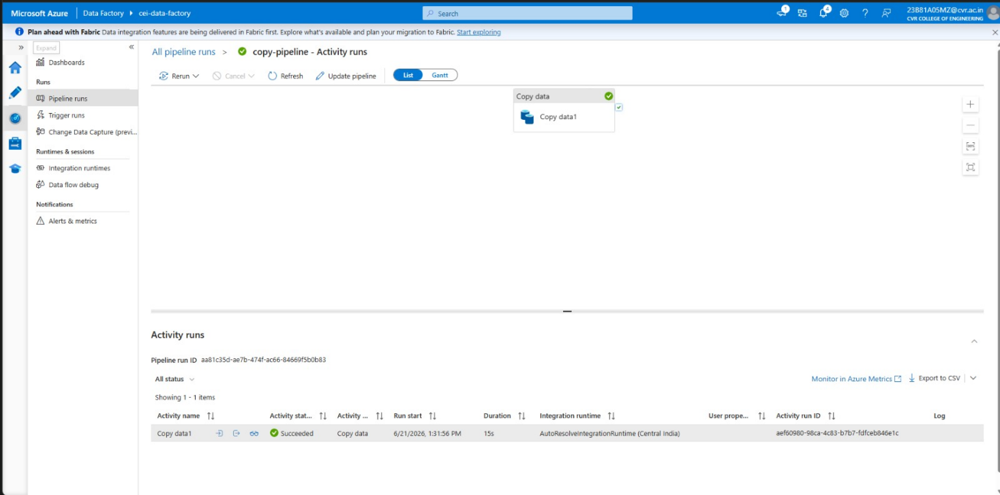 Microsoft Azure | Data Factory ▸ cei-data-factory
Search
1
4
23B81A05MZ@cvr.ac.in
CVR COLLEGE OF ENGINEERING
Plan ahead with Fabric Data integration features are being delivered in Fabric first. Explore what's available and plan your migration to Fabric. Start exploring
Expand
Dashboards
Runs
Pipeline runs
Trigger runs
Change Data Capture (previ...
Runtimes & sessions
Integration runtimes
Data flow debug
Notifications
Alerts & metrics
All pipeline runs > copy-pipeline - Activity runs
Rerun Cancel Refresh Update pipeline List Gantt
Copy data
Copy data1
Activity runs
Pipeline run ID aa81c35d-ae7b-474f-ac66-84669f5b0b83
All status
Monitor in Azure Metrics Export to CSV
Showing 1 - 1 items
Activity name Activity stat... Activity ... Run start Duration Integration runtime User prope... Activity run ID Log
Copy data1 Succeeded Copy data 6/21/2026, 1:31:56 PM 15s AutoResolveIntegrationRuntime (Central India) aef60980-98ca-4c83-b7b7-fdfceb846e1c